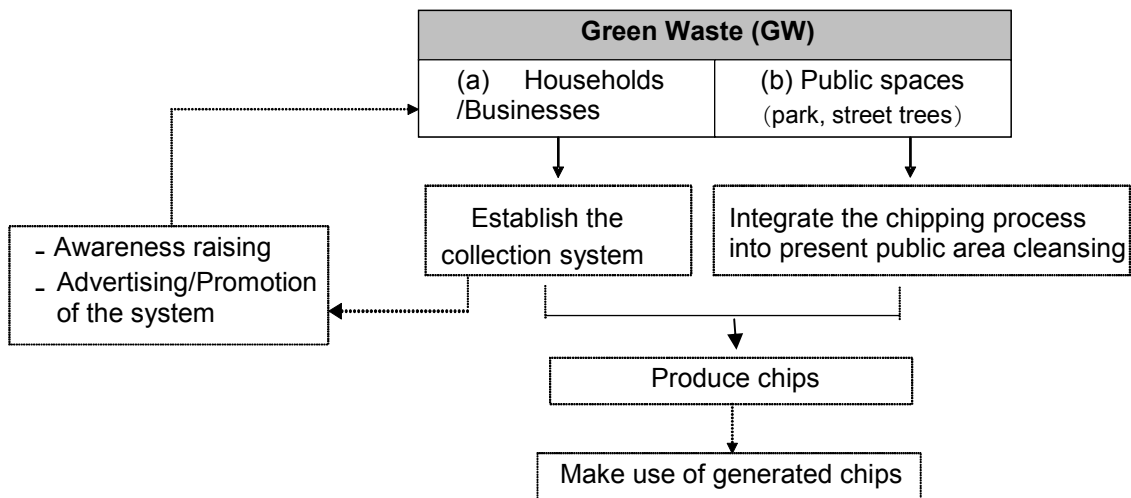 Green Waste (GW)
(a) Households
/Businesses
(b) Public spaces
（park, street trees）
Establish the
collection system
Integrate the chipping process
into present public area cleansing
- Awareness raising
- Advertising/Promotion
of the system
Produce chips
Make use of generated chips